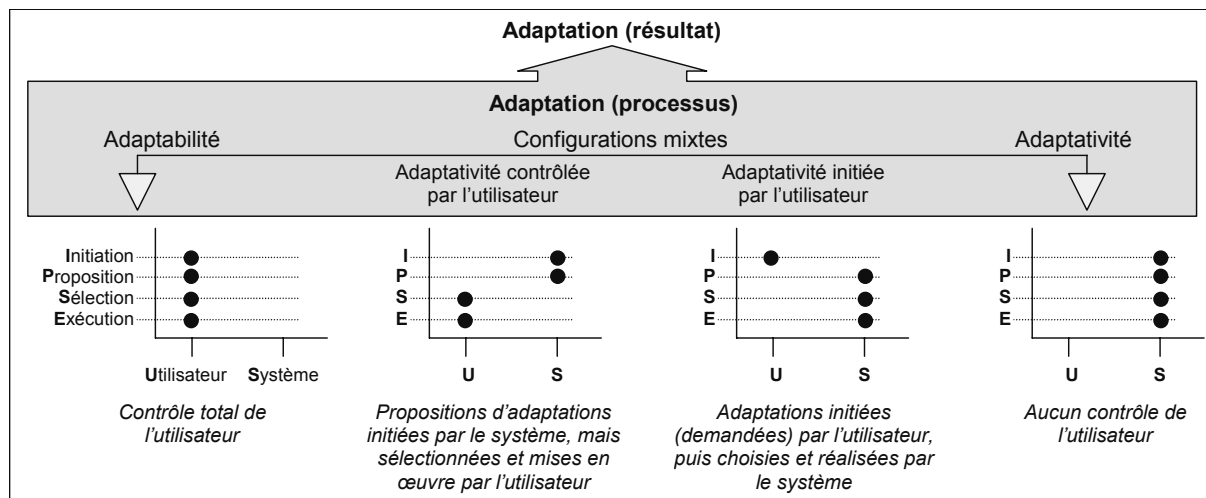 Adaptation (résultat)
Adaptation (processus)
Adaptabilité
Configurations mixtes
Adaptativité
Adaptativité contrôlée
par l’utilisateur
Adaptativité initiée
par l’utilisateur
Initiation
Proposition
Sélection
Exécution
Utilisateur Système
Contrôle total de
l’utilisateur
I
P
S
E
U S
Propositions d’adaptations
initiées par le système, mais
sélectionnées et mises en
œuvre par l’utilisateur
I
P
S
E
U S
Adaptations initiées
(demandées) par l’utilisateur,
puis choisies et réalisées par
le système
I
P
S
E
U S
Aucun contrôle de
l’utilisateur